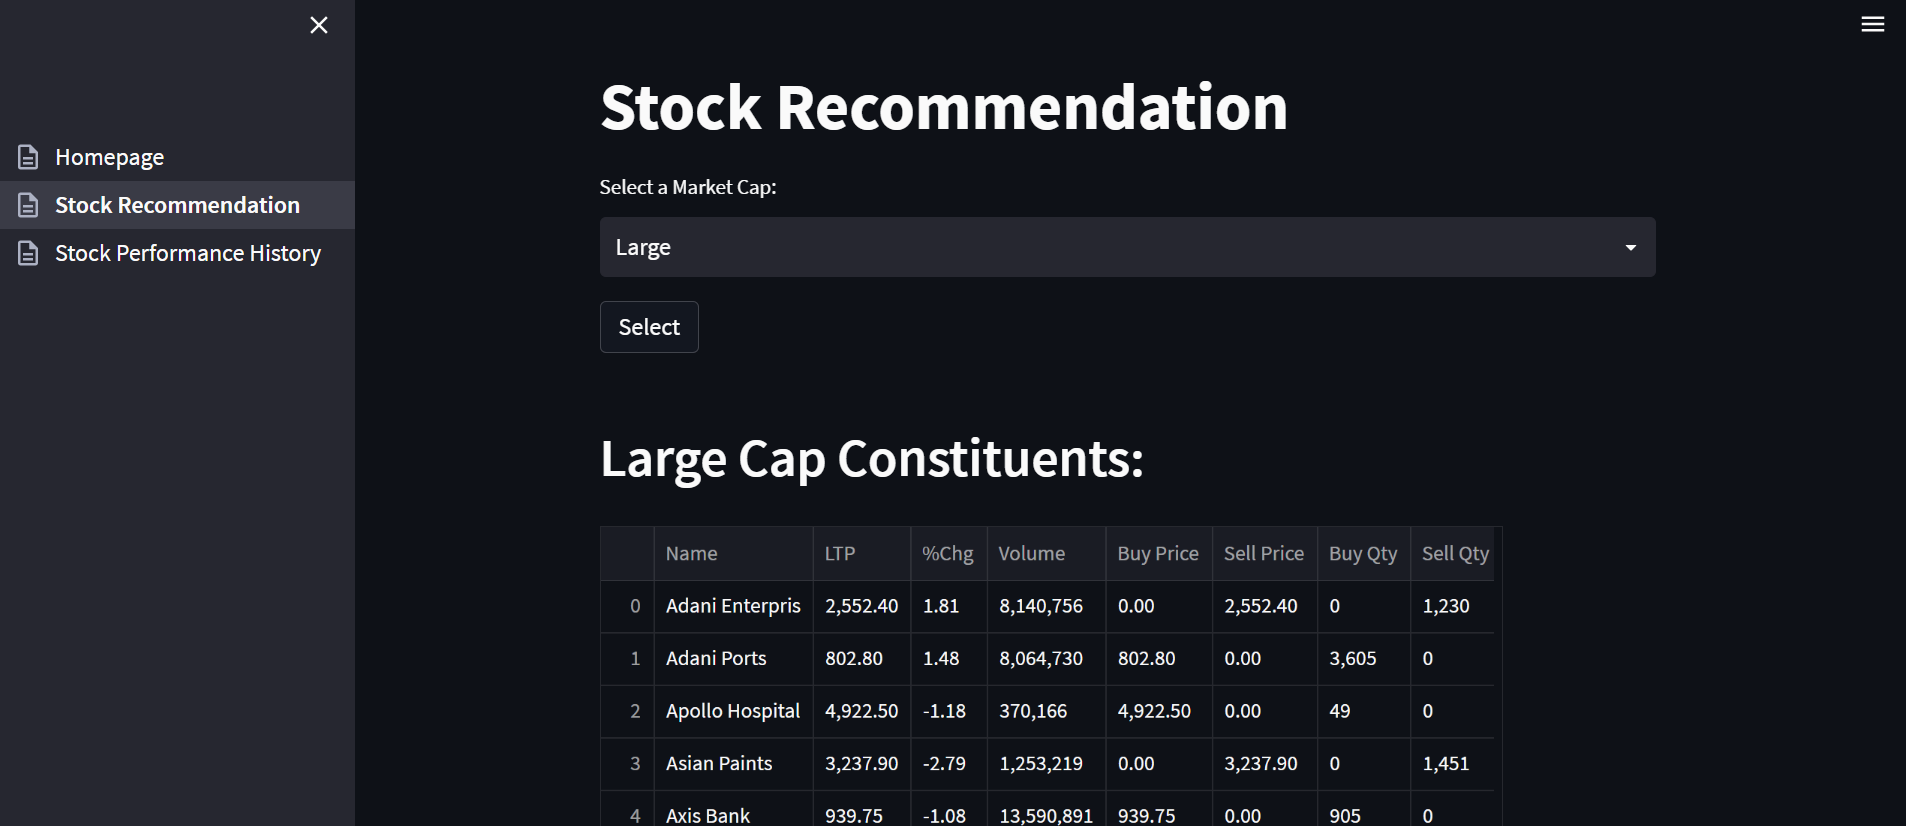 Homepage
Stock Recommendation
Stock Performance History
Stock Recommendation
Select a Market Cap:
Large
Select
Large Cap Constituents:
Name LTP %Chg Volume Buy Price Sell Price Buy Qty Sell Qty
0 Adani Enterpris 2,552.40 1.81 8,140,756 0.00 2,552.40 0 1,230
1 Adani Ports 802.80 1.48 8,064,730 802.80 0.00 3,605 0
2 Apollo Hospital 4,922.50 -1.18 370,166 4,922.50 0.00 49 0
3 Asian Paints 3,237.90 -2.79 1,253,219 0.00 3,237.90 0 1,451
4 Axis Bank 939.75 -1.08 13,590,891 939.75 0.00 905 0